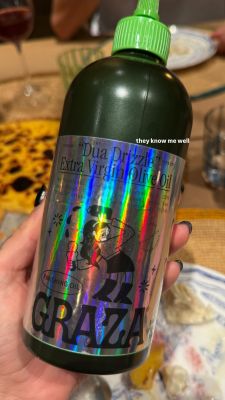 they know me well
"Dua Drizzle"
Extra Virgin Olive Oil
GRAZA